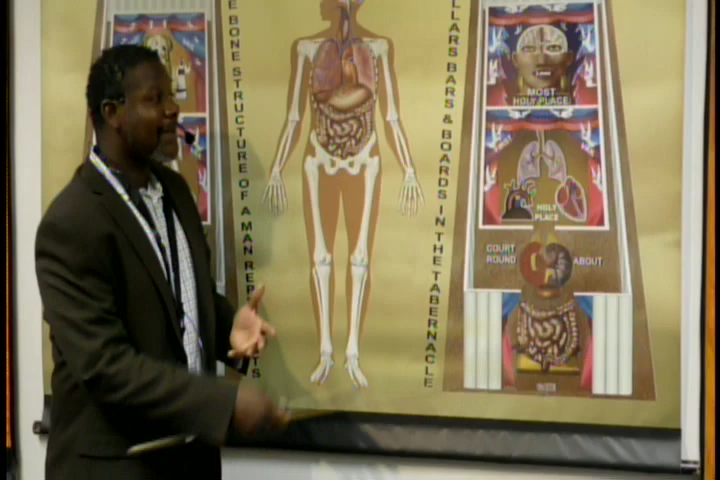 E BONE STRUCTURE OF A MAN REP
TS
LLARS BARS & BOARDS IN THE TABERNACLE
MOST
HOLY PLACE
HOLY
PLACE
COURT
ROUND
ABOUT